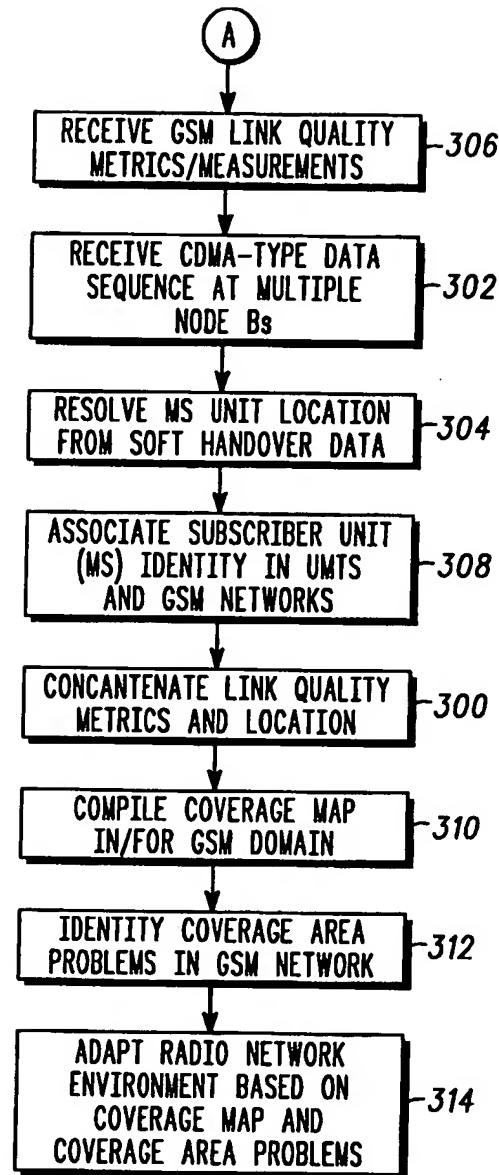 A
RECEIVE GSM LINK QUALITY
METRICS/MEASUREMENTS
306
RECEIVE CDMA-TYPE DATA
SEQUENCE AT MULTIPLE
NODE Bs
302
RESOLVE MS UNIT LOCATION
FROM SOFT HANDOVER DATA
304
ASSOCIATE SUBSCRIBER UNIT
(MS) IDENTITY IN UMTS
AND GSM NETWORKS
308
CONCANTENATE LINK QUALITY
METRICS AND LOCATION
300
COMPILE COVERAGE MAP
IN/FOR GSM DOMAIN
310
IDENTITY COVERAGE AREA
PROBLEMS IN GSM NETWORK
312
ADAPT RADIO NETWORK
ENVIRONMENT BASED ON
COVERAGE MAP AND
COVERAGE AREA PROBLEMS
314